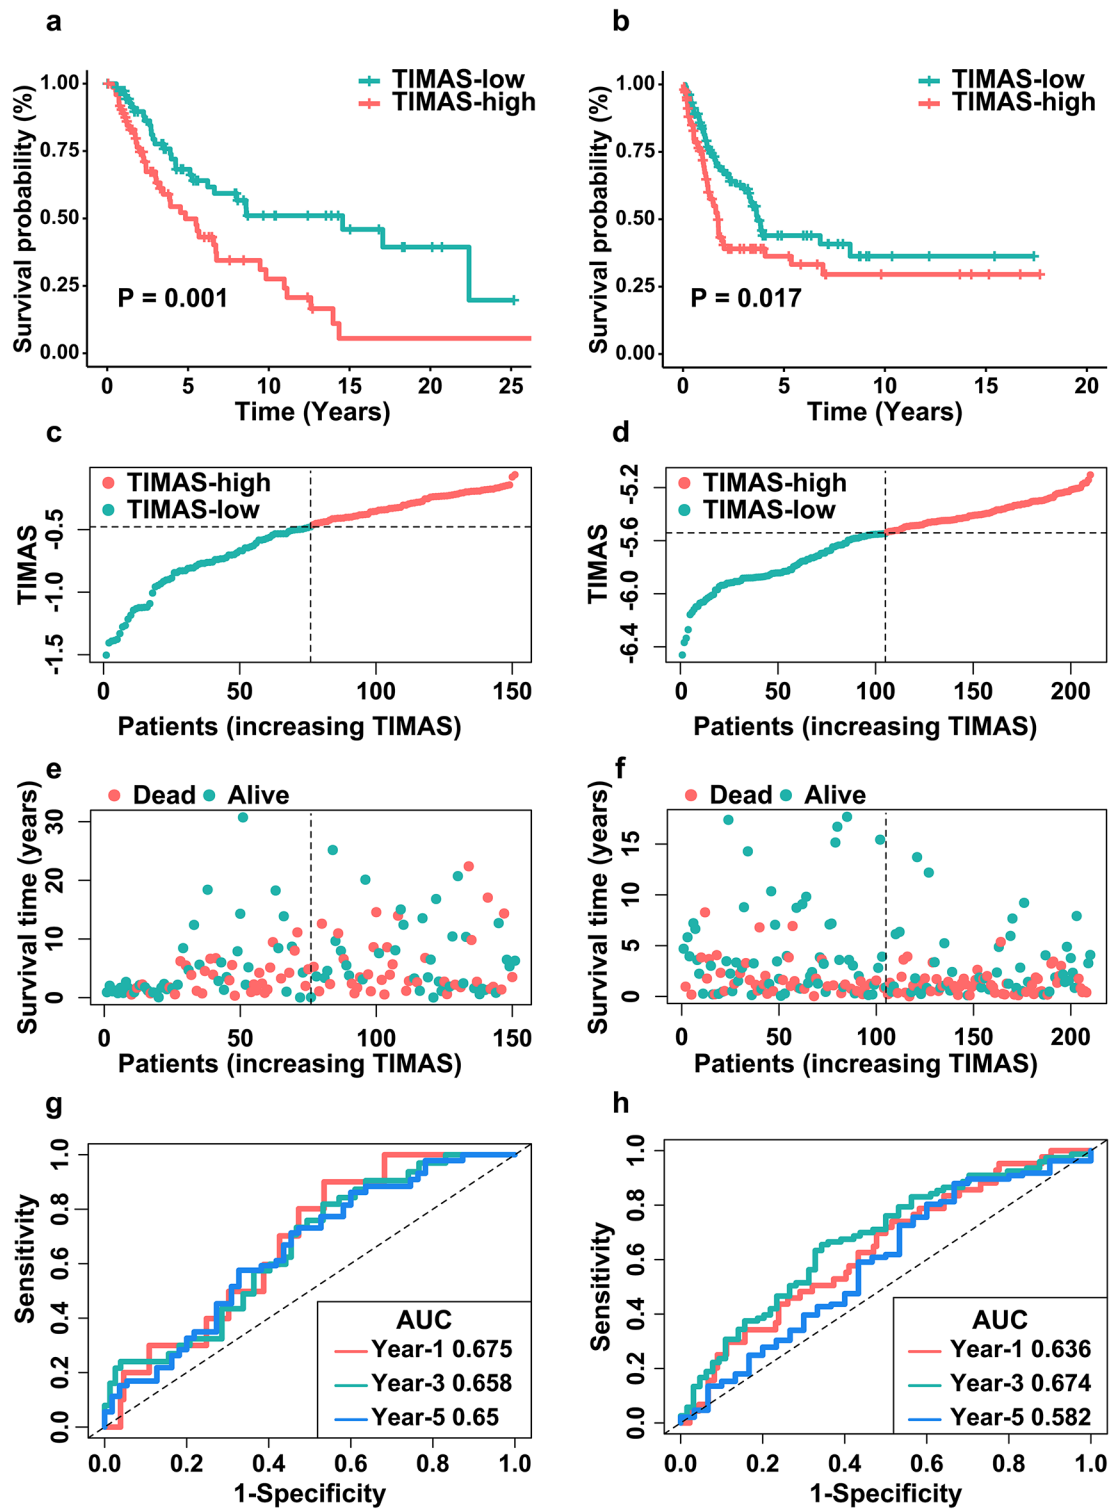 a
Survival probability (%)
1.00
0.75
0.50
0.25
0.00
TIMAS-low
TIMAS-high
P = 0.001
0 5 10 15 20 25
Time (Years)
b
Survival probability (%)
1.00
0.75
0.50
0.25
0.00
TIMAS-low
TIMAS-high
P = 0.017
0 5 10 15 20
Time (Years)
c
TIMAS
-0.5
-1.0
-1.5
TIMAS-high
TIMAS-low
0 50 100 150
Patients (increasing TIMAS)
d
TIMAS
-5.2
-5.6
-6.0
-6.4
TIMAS-high
TIMAS-low
0 50 100 150 200
Patients (increasing TIMAS)
e
Dead Alive
Survival time (years)
30
20
10
0
0 50 100 150
Patients (increasing TIMAS)
f
Dead Alive
Survival time (years)
15
10
5
0
0 50 100 150 200
Patients (increasing TIMAS)
g
Sensitivity
1.0
0.8
0.6
0.4
0.2
0.0
AUC
Year-1 0.675
Year-3 0.658
Year-5 0.65
0.0 0.2 0.4 0.6 0.8 1.0
1-Specificity
h
Sensitivity
1.0
0.8
0.6
0.4
0.2
0.0
AUC
Year-1 0.636
Year-3 0.674
Year-5 0.582
0.0 0.2 0.4 0.6 0.8 1.0
1-Specificity